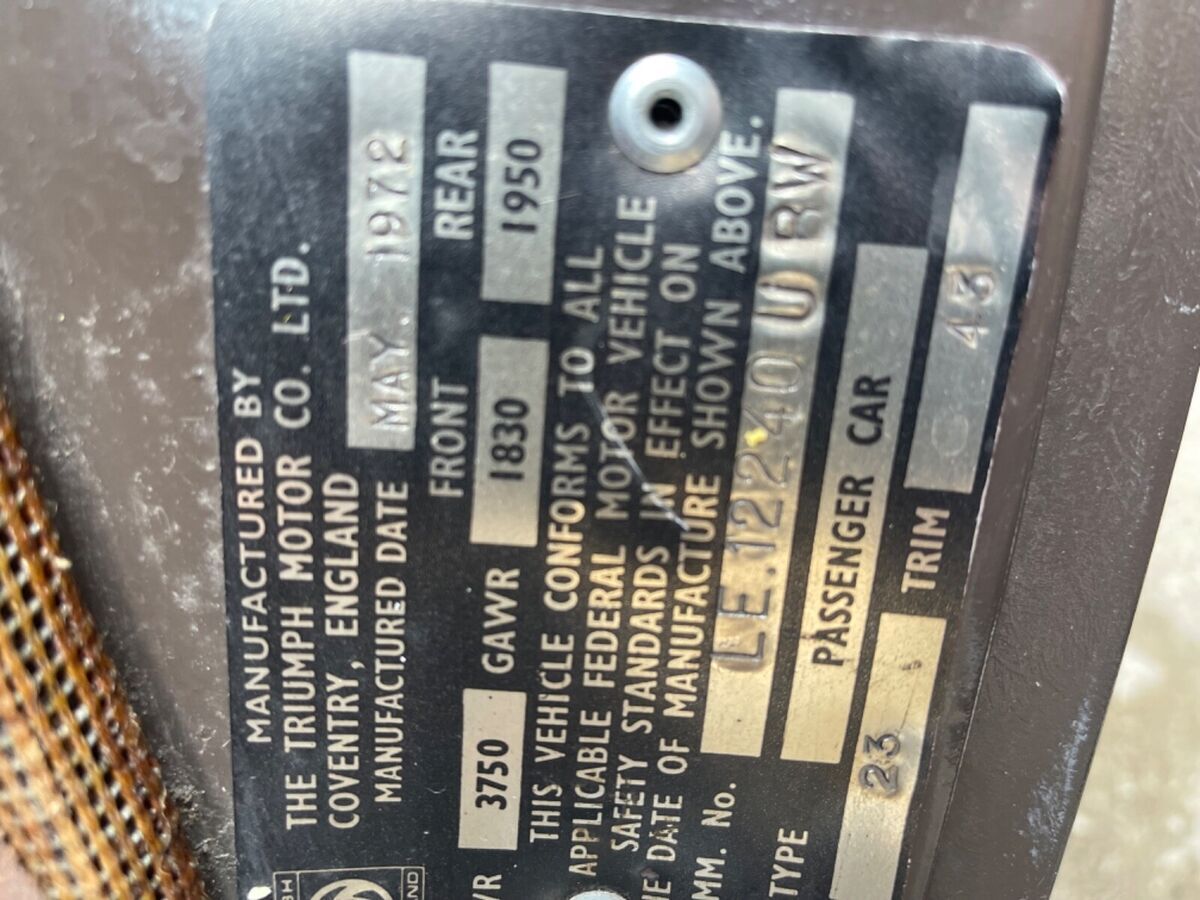 MANUFACTURED BY
THE TRIUMPH MOTOR CO. LTD.
COVENTRY, ENGLAND
MANUFACTURED DATE MAY. 1972
FRONT REAR
3750 GAWR 1830 1950
THIS VEHICLE CONFORMS TO ALL
APPLICABLE FEDERAL MOTOR VEHICLE
SAFETY STANDARDS IN EFFECT ON
DATE OF MANUFACTURE SHOWN ABOVE.
No. LE.12240 U BW
TYPE PASSENGER CAR
23 TRIM 43